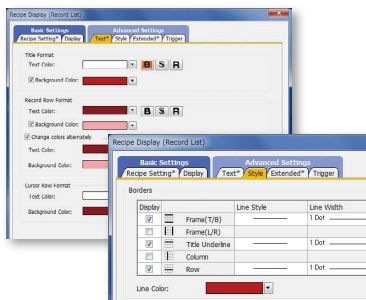 Recipe Display (Record List)
Basic Settings Advanced Settings
Recipe Setting* Display Text* Style Extended* Trigger
Title Format
Text Color: B S R
Background Color:
Record Row Format
Text Color: B S R
Background Color:
Change colors alternately
Text Color:
Background Color:
Cursor Row Format
Text Color:
Background Color:
Recipe Display (Record List)
Basic Settings Advanced Settings
Recipe Setting* Display Text* Style Extended* Trigger
Borders
Display Line Style Line Width
Frame(T/B) 1 Dot
Frame(L/R)
Title Underline 1 Dot
Column
Row 1 Dot
Line Color: